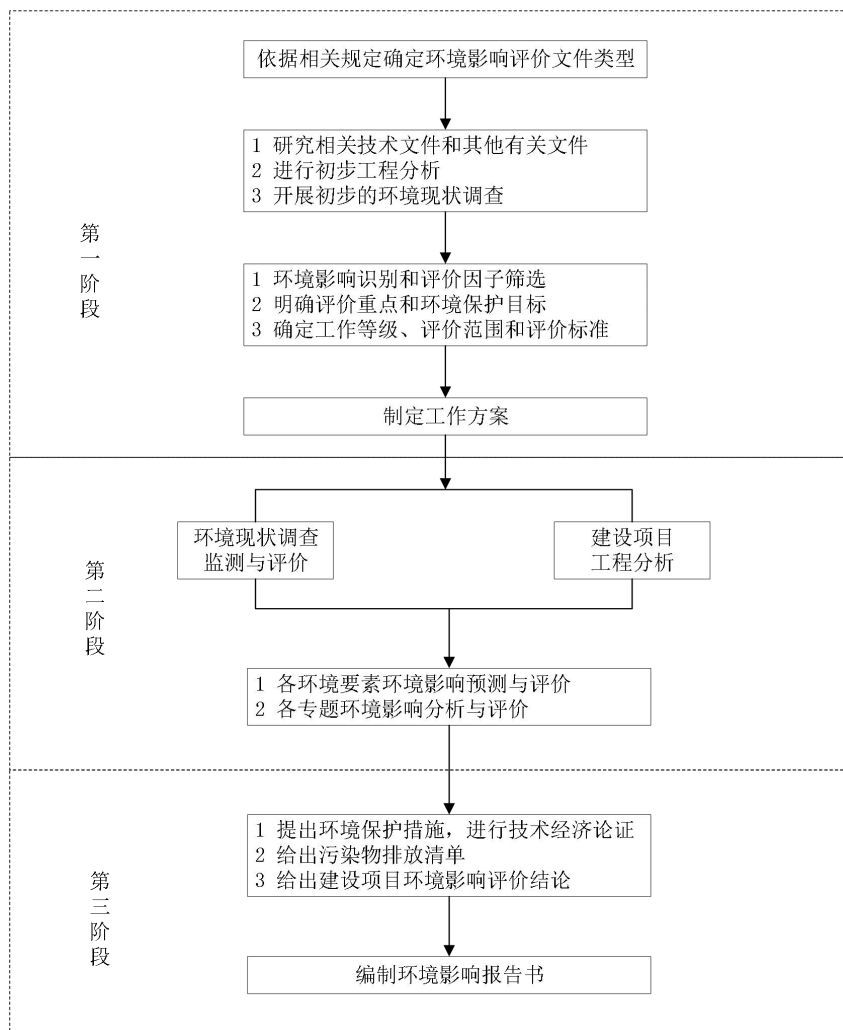 依据相关规定确定环境影响评价文件类型
1 研究相关技术文件和其他有关文件
2 进行初步工程分析
3 开展初步的环境现状调查
第一阶段
1 环境影响识别和评价因子筛选
2 明确评价重点和环境保护目标
3 确定工作等级、评价范围和评价标准
制定工作方案
第二阶段
环境现状调查
监测与评价
建设项目
工程分析
1 各环境要素环境影响预测与评价
2 各专题环境影响分析与评价
第三阶段
1 提出环境保护措施，进行技术经济论证
2 给出污染物排放清单
3 给出建设项目环境影响评价结论
编制环境影响报告书